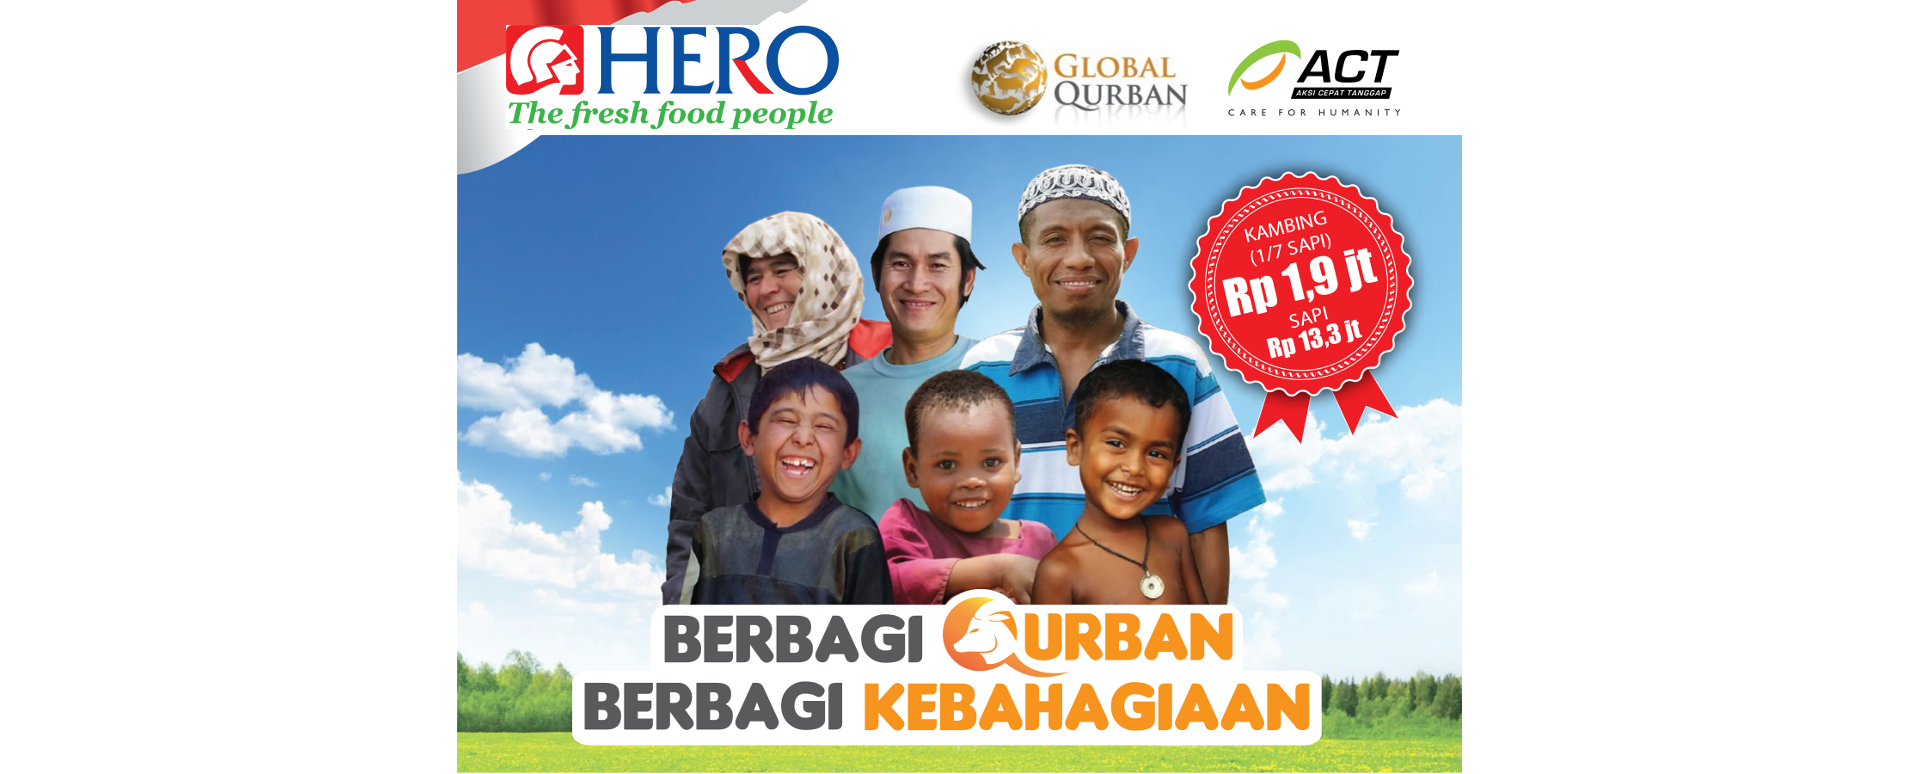 HERO
The fresh food people
GLOBAL
QURBAN
ACT
AKSI CEPAT TANGGAP
CARE FOR HUMANITY
KAMBING
(1/7 SAPI)
Rp 1,9 jt
SAPI
Rp 13,3 jt
BERBAGI QURBAN
BERBAGI KEBAHAGIAAN